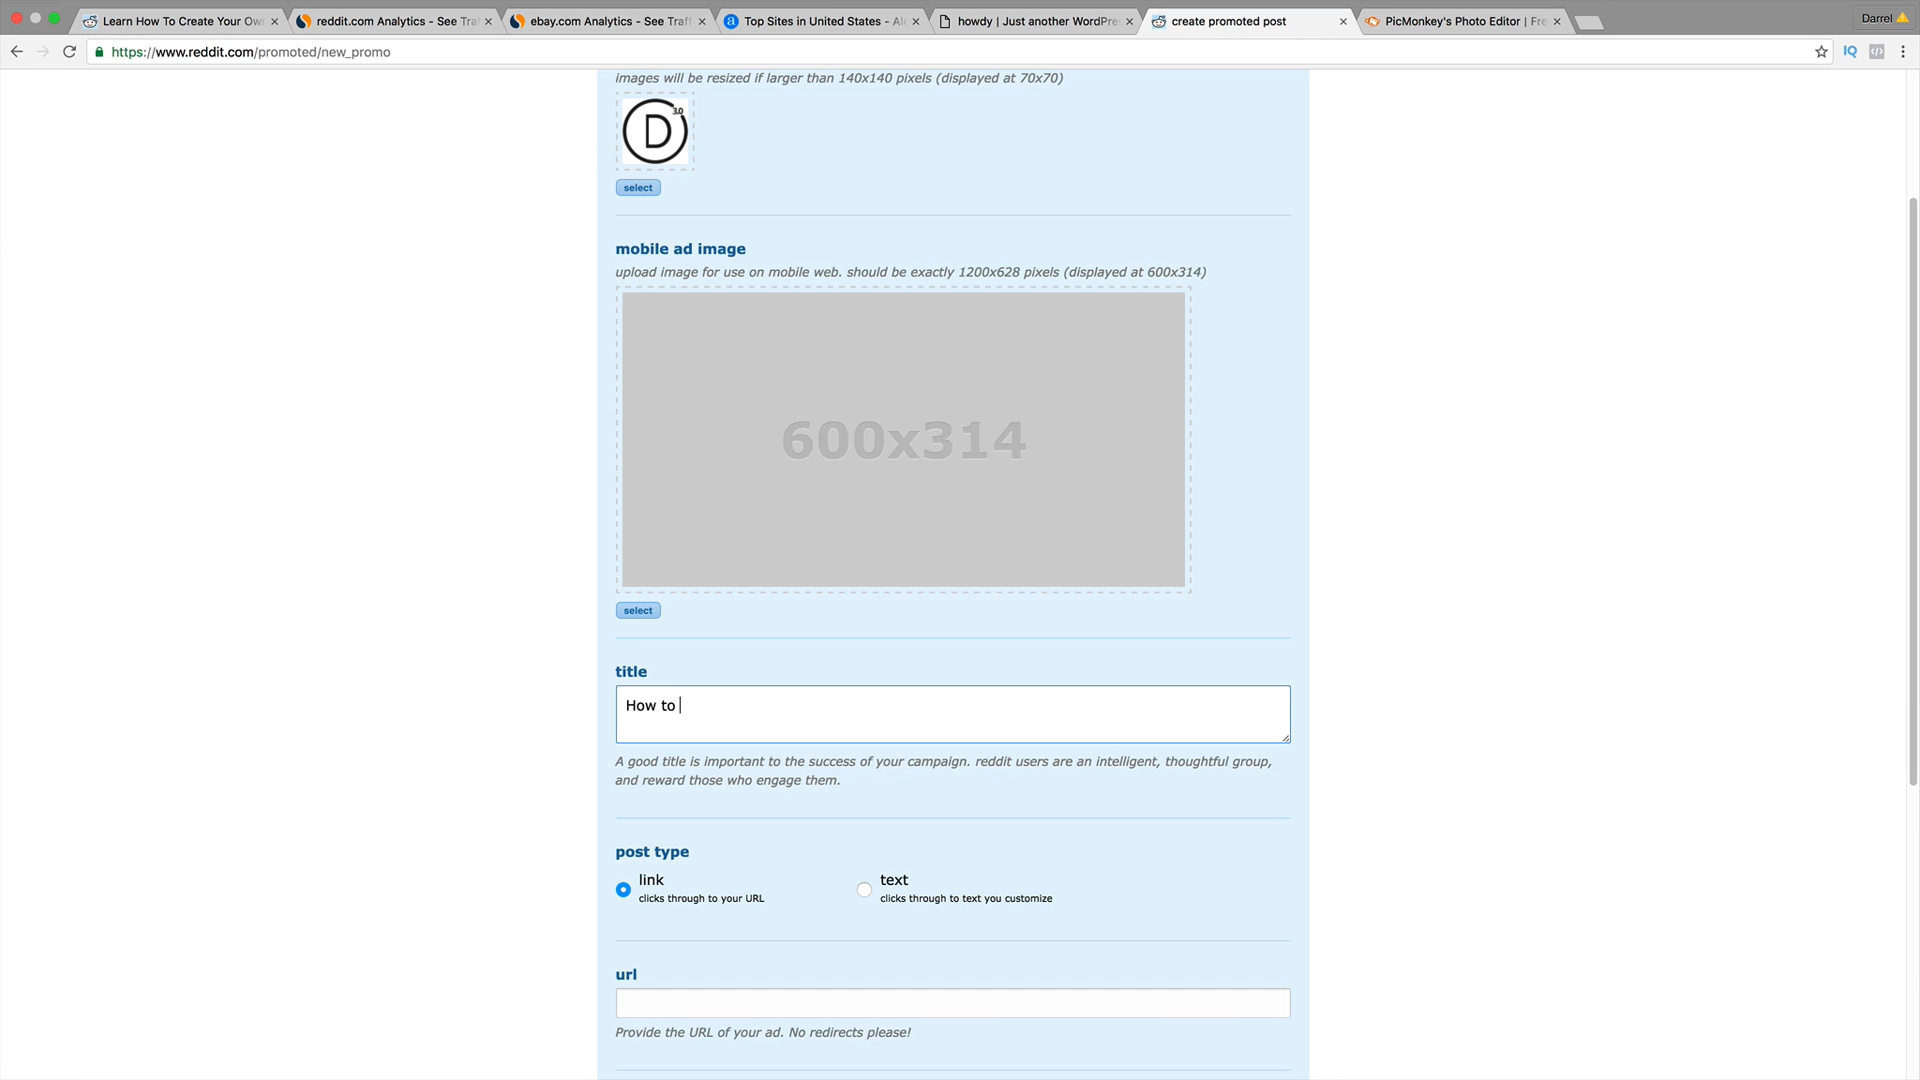 Learn How To Create Your Own
reddit.com Analytics - See Traf
ebay.com Analytics - See Traff
Top Sites in United States - Ale
howdy | Just another WordPre
create promoted post
PicMonkey's Photo Editor | Fre
Darrel
https://www.reddit.com/promoted/new_promo
IQ
images will be resized if larger than 140x140 pixels (displayed at 70x70)
D 3.0
select
mobile ad image
upload image for use on mobile web. should be exactly 1200x628 pixels (displayed at 600x314)
600x314
select
title
How to
A good title is important to the success of your campaign. reddit users are an intelligent, thoughtful group,
and reward those who engage them.
post type
link
clicks through to your URL
text
clicks through to text you customize
url
Provide the URL of your ad. No redirects please!